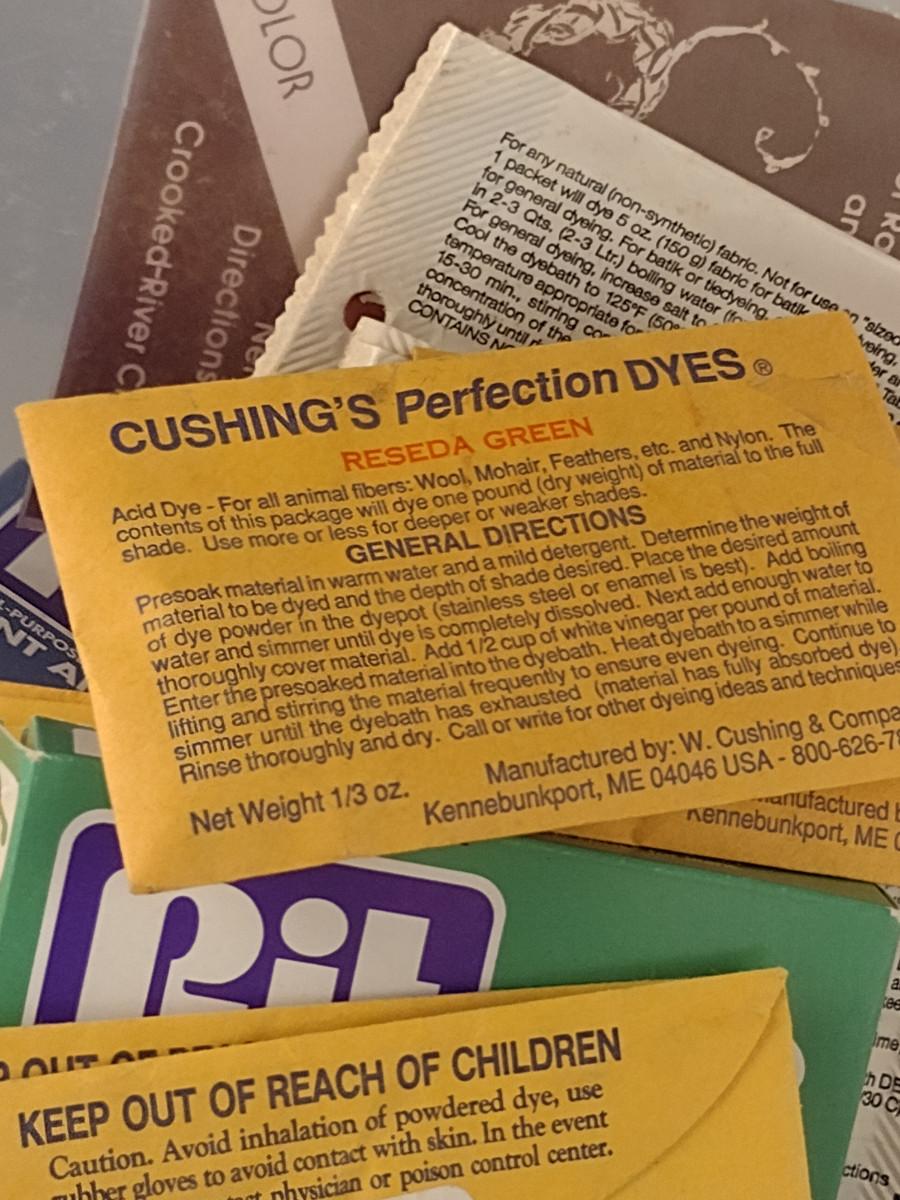 OLOR
Crooked-River
Directions
For any natural (non-synthetic) fabric. Not for use on "sized
1 packet will dye 5 oz. (150 g) fabric for batik
for general dyeing. For batik or tiedyeing,
in 2-3 Qts. (2-3 Ltr.) boiling water
For general dyeing, increase salt to
Cool the dyebath to 125°F
temperature appropriate for
15-30 min., stirring
concentration of the
thoroughly until
CONTAINS
CUSHING'S Perfection DYES ®
RESEDA GREEN
Acid Dye - For all animal fibers: Wool, Mohair, Feathers, etc. and Nylon. The
contents of this package will dye one pound (dry weight) of material to the full
shade. Use more or less for deeper or weaker shades.
GENERAL DIRECTIONS
Presoak material in warm water and a mild detergent. Determine the weight of
material to be dyed and the depth of shade desired. Place the desired amount
of dye powder in the dyepot (stainless steel or enamel is best). Add boiling
water and simmer until dye is completely dissolved. Next add enough water to
thoroughly cover material. Add 1/2 cup of white vinegar per pound of material.
Enter the presoaked material into the dyebath. Heat dyebath to a simmer while
lifting and stirring the material frequently to ensure even dyeing. Continue to
simmer until the dyebath has exhausted (material has fully absorbed dye)
Rinse thoroughly and dry. Call or write for other dyeing ideas and techniques
Manufactured by: W. Cushing & Compa
Net Weight 1/3 oz. Kennebunkport, ME 04046 USA - 800-626-78
anufactured
Kennebunkport, ME
L-PURPOS
NT
Rit
OUT OF
KEEP OUT OF REACH OF CHILDREN
Caution. Avoid inhalation of powdered dye, use
rubber gloves to avoid contact with skin. In the event
physician or poison control center.
ctions